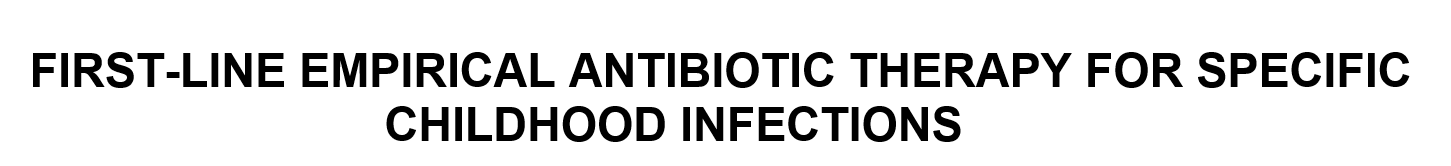 FIRST-LINE EMPIRICAL ANTIBIOTIC THERAPY FOR SPECIFIC
CHILDHOOD INFECTIONS